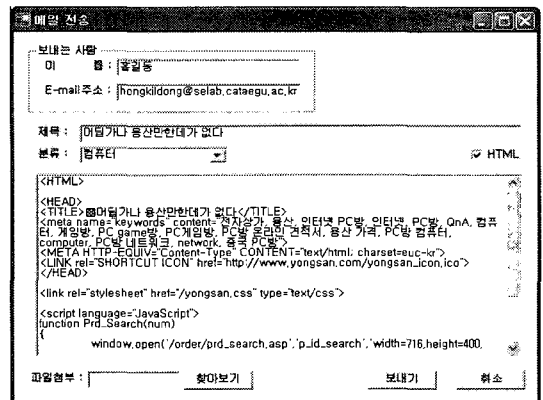 메일 전송
보내는 사람
이 름 : 홍길동
E-mail주소 : hongkildong@selab.cataegu.ac.kr
제목 : 어딜가나 용산만한데가 없다
분류 : 컴퓨터 HTML
<HTML>
<HEAD>
<TITLE>▩어딜가나 용산만한데가 없다</TITLE>
<meta name="keywords" content="전자상가, 용산, 인터넷 PC방, 인터넷, PC방, QnA, 컴퓨
터, 게임방, PC game방, PC게임방, PC방 온라인 견적서, 용산 가격, PC방 컴퓨터,
computer, PC방 네트워크, network, 중국 PC방">
<META HTTP-EQUIV="Content-Type" CONTENT="text/html; charset=euc-kr">
<LINK rel="SHORTCUT ICON" href="http://www.yongsan.com/yongsan_icon.ico">
</HEAD>
<link rel="stylesheet" href="/yongsan.css" type="text/css">
<script language="JavaScript">
function Prd_Search(num)
{
window.open('/order/prd_search.asp','p_id_search','width=716,height=400,
파일첨부 : 찾아보기 보내기 취소